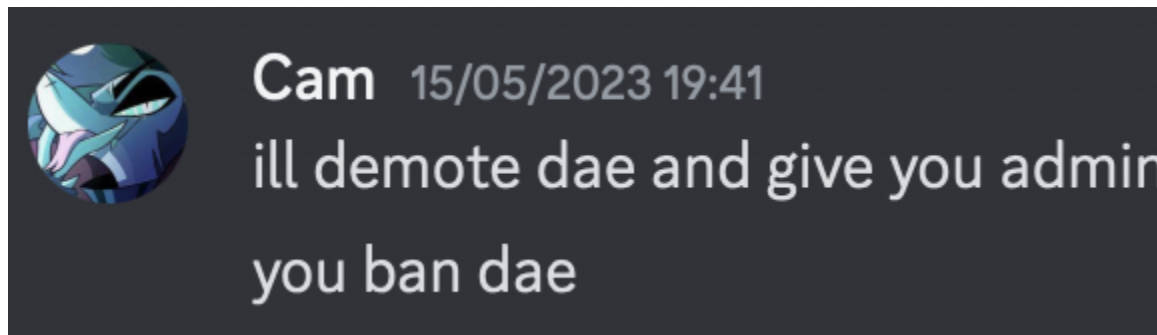 Cam 15/05/2023 19:41
ill demote dae and give you admin
you ban dae